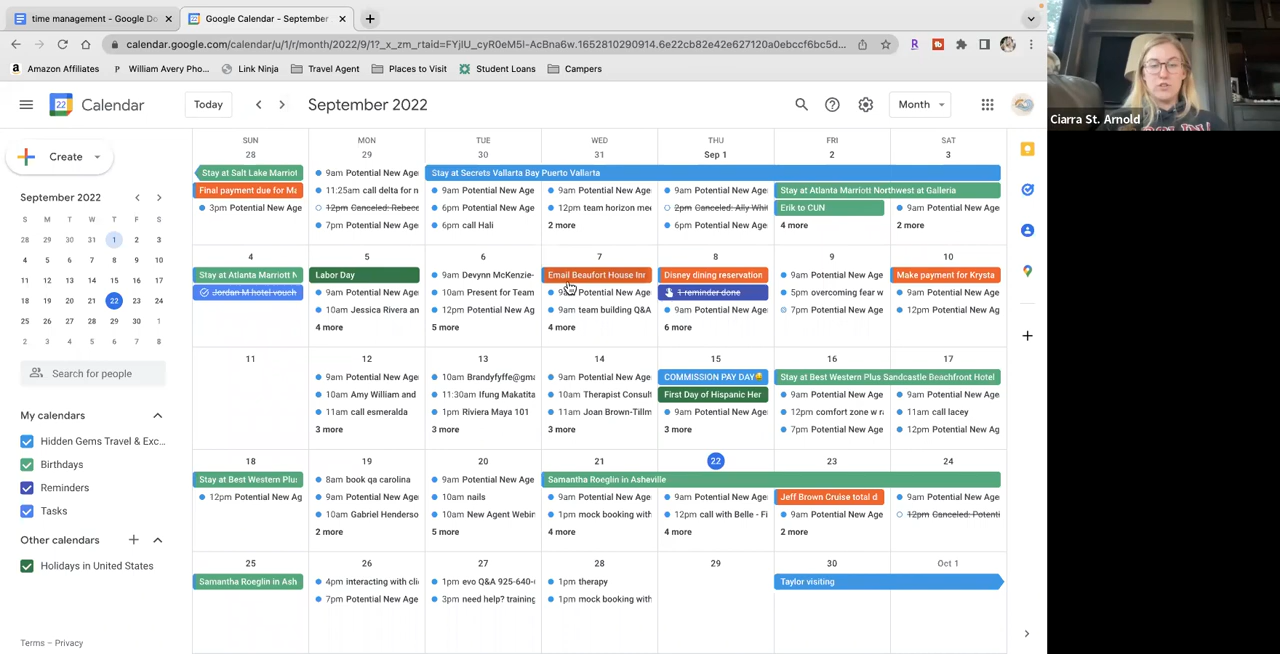 time management - Google Do
Google Calendar - September
calendar.google.com/calendar/u/1/r/month/2022/9/1?_x_zm_rtaid=FYjIU_cyR0eM5I-AcBna6w.1652810290914.6e22cb82e42e627120a0ebccf6bc5d...
Amazon Affiliates
William Avery Pho...
Link Ninja
Travel Agent
Places to Visit
Student Loans
Campers
22 Calendar
Today
September 2022
Month
Ciarra St. Arnold
Create
September 2022
S M T W T F S
28 29 30 31 1 2 3
4 5 6 7 8 9 10
11 12 13 14 15 16 17
18 19 20 21 22 23 24
25 26 27 28 29 30 1
2 3 4 5 6 7 8
Search for people
My calendars
Hidden Gems Travel & Exc...
Birthdays
Reminders
Tasks
Other calendars
Holidays in United States
Terms – Privacy
SUN MON TUE WED THU FRI SAT
28 29 30 31 Sep 1 2 3
Stay at Salt Lake Marriot
9am Potential New Age
Stay at Secrets Vallarta Bay Puerto Vallarta
Final payment due for Ma
11:25am call delta for n
9am Potential New Age
9am Potential New Age
9am Potential New Age
Stay at Atlanta Marriott Northwest at Galleria
3pm Potential New Age
12pm Canceled: Rebec
6pm Potential New Age
12pm team horizon me
2pm Canceled: Ally Whit
Erik to CUN
9am Potential New Ag
7pm Potential New Age
6pm call Hali
2 more
6pm Potential New Age
4 more
2 more
4 5 6 7 8 9 10
Stay at Atlanta Marriott N
Labor Day
9am Devynn McKenzie-
Email Beaufort House Inn
Disney dining reservation
9am Potential New Age
Make payment for Krysta
Jordan M hotel vouch
9am Potential New Age
10am Present for Team
Potential New Age
1 reminder done
5pm overcoming fear w
9am Potential New Ag
10am Jessica Rivera an
12pm Potential New Ag
9am team building Q&A
9am Potential New Age
7pm Potential New Age
12pm Potential New Ag
4 more
5 more
4 more
6 more
11 12 13 14 15 16 17
9am Potential New Age
10am Brandyfyffe@gma
9am Potential New Age
COMMISSION PAY DAY
Stay at Best Western Plus Sandcastle Beachfront Hotel
10am Amy William and
11:30am Ifung Makatita
10am Therapist Consult
First Day of Hispanic Her
9am Potential New Age
9am Potential New Ag
11am call esmeralda
1pm Riviera Maya 101
11am Joan Brown-Tillm
9am Potential New Age
12pm comfort zone w r
11am call lacey
3 more
3 more
3 more
3 more
7pm Potential New Age
12pm Potential New Ag
18 19 20 21 22 23 24
Stay at Best Western Plu
8am book qa carolina
9am Potential New Age
Samantha Roeglin in Asheville
12pm Potential New Ag
9am Potential New Age
10am nails
9am Potential New Age
9am Potential New Age
Jeff Brown Cruise total d
9am Potential New Ag
10am Gabriel Henderso
10am New Agent Webin
1pm mock booking with
12pm call with Belle - Fi
9am Potential New Age
12pm Canceled: Potenti
2 more
5 more
4 more
4 more
2 more
25 26 27 28 29 30 Oct 1
Samantha Roeglin in Ash
4pm interacting with cli
1pm evo Q&A 925-640-
1pm therapy
Taylor visiting
7pm Potential New Age
3pm need help? training
1pm mock booking with